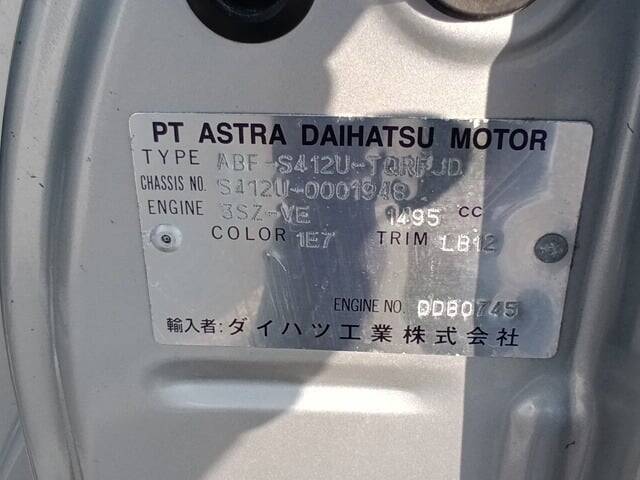 PT ASTRA DAIHATSU MOTOR
TYPE ABF-S412U-TQRFJD
CHASSIS NO. S412U-0001948
ENGINE 3SZ-VE 1495 CC
COLOR 1E7 TRIM LB12
ENGINE NO. DDB0745
輸入者:ダイハツ工業株式会社